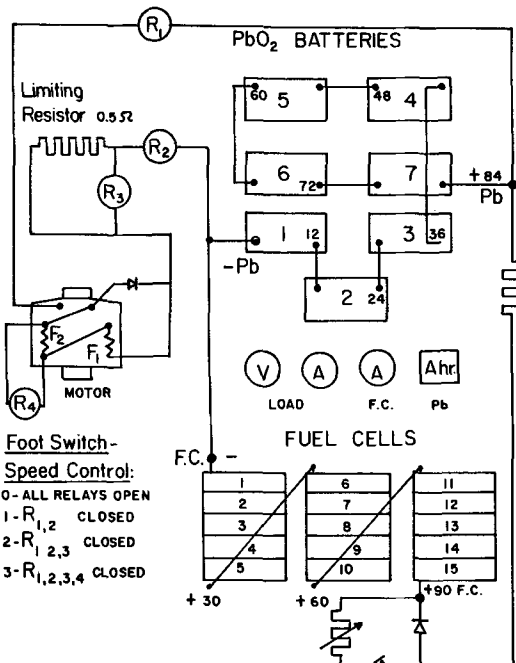 R1
PbO2 BATTERIES
Limiting
Resistor 0.5 Ω
R2
R3
60 5
48 4
6 72
7
+84
Pb
1 12
-Pb
3 36
2 24
F2
F1
MOTOR
R4
V A A Ahr.
LOAD F.C. Pb
Foot Switch-
Speed Control:
0-ALL RELAYS OPEN
1-R1,2 CLOSED
2-R1 2,3 CLOSED
3-R1,2,3,4 CLOSED
FUEL CELLS
F.C. -
1
2
3
4
5
+ 30
6
7
8
9
10
+ 60
11
12
13
14
15
+90 F.C.